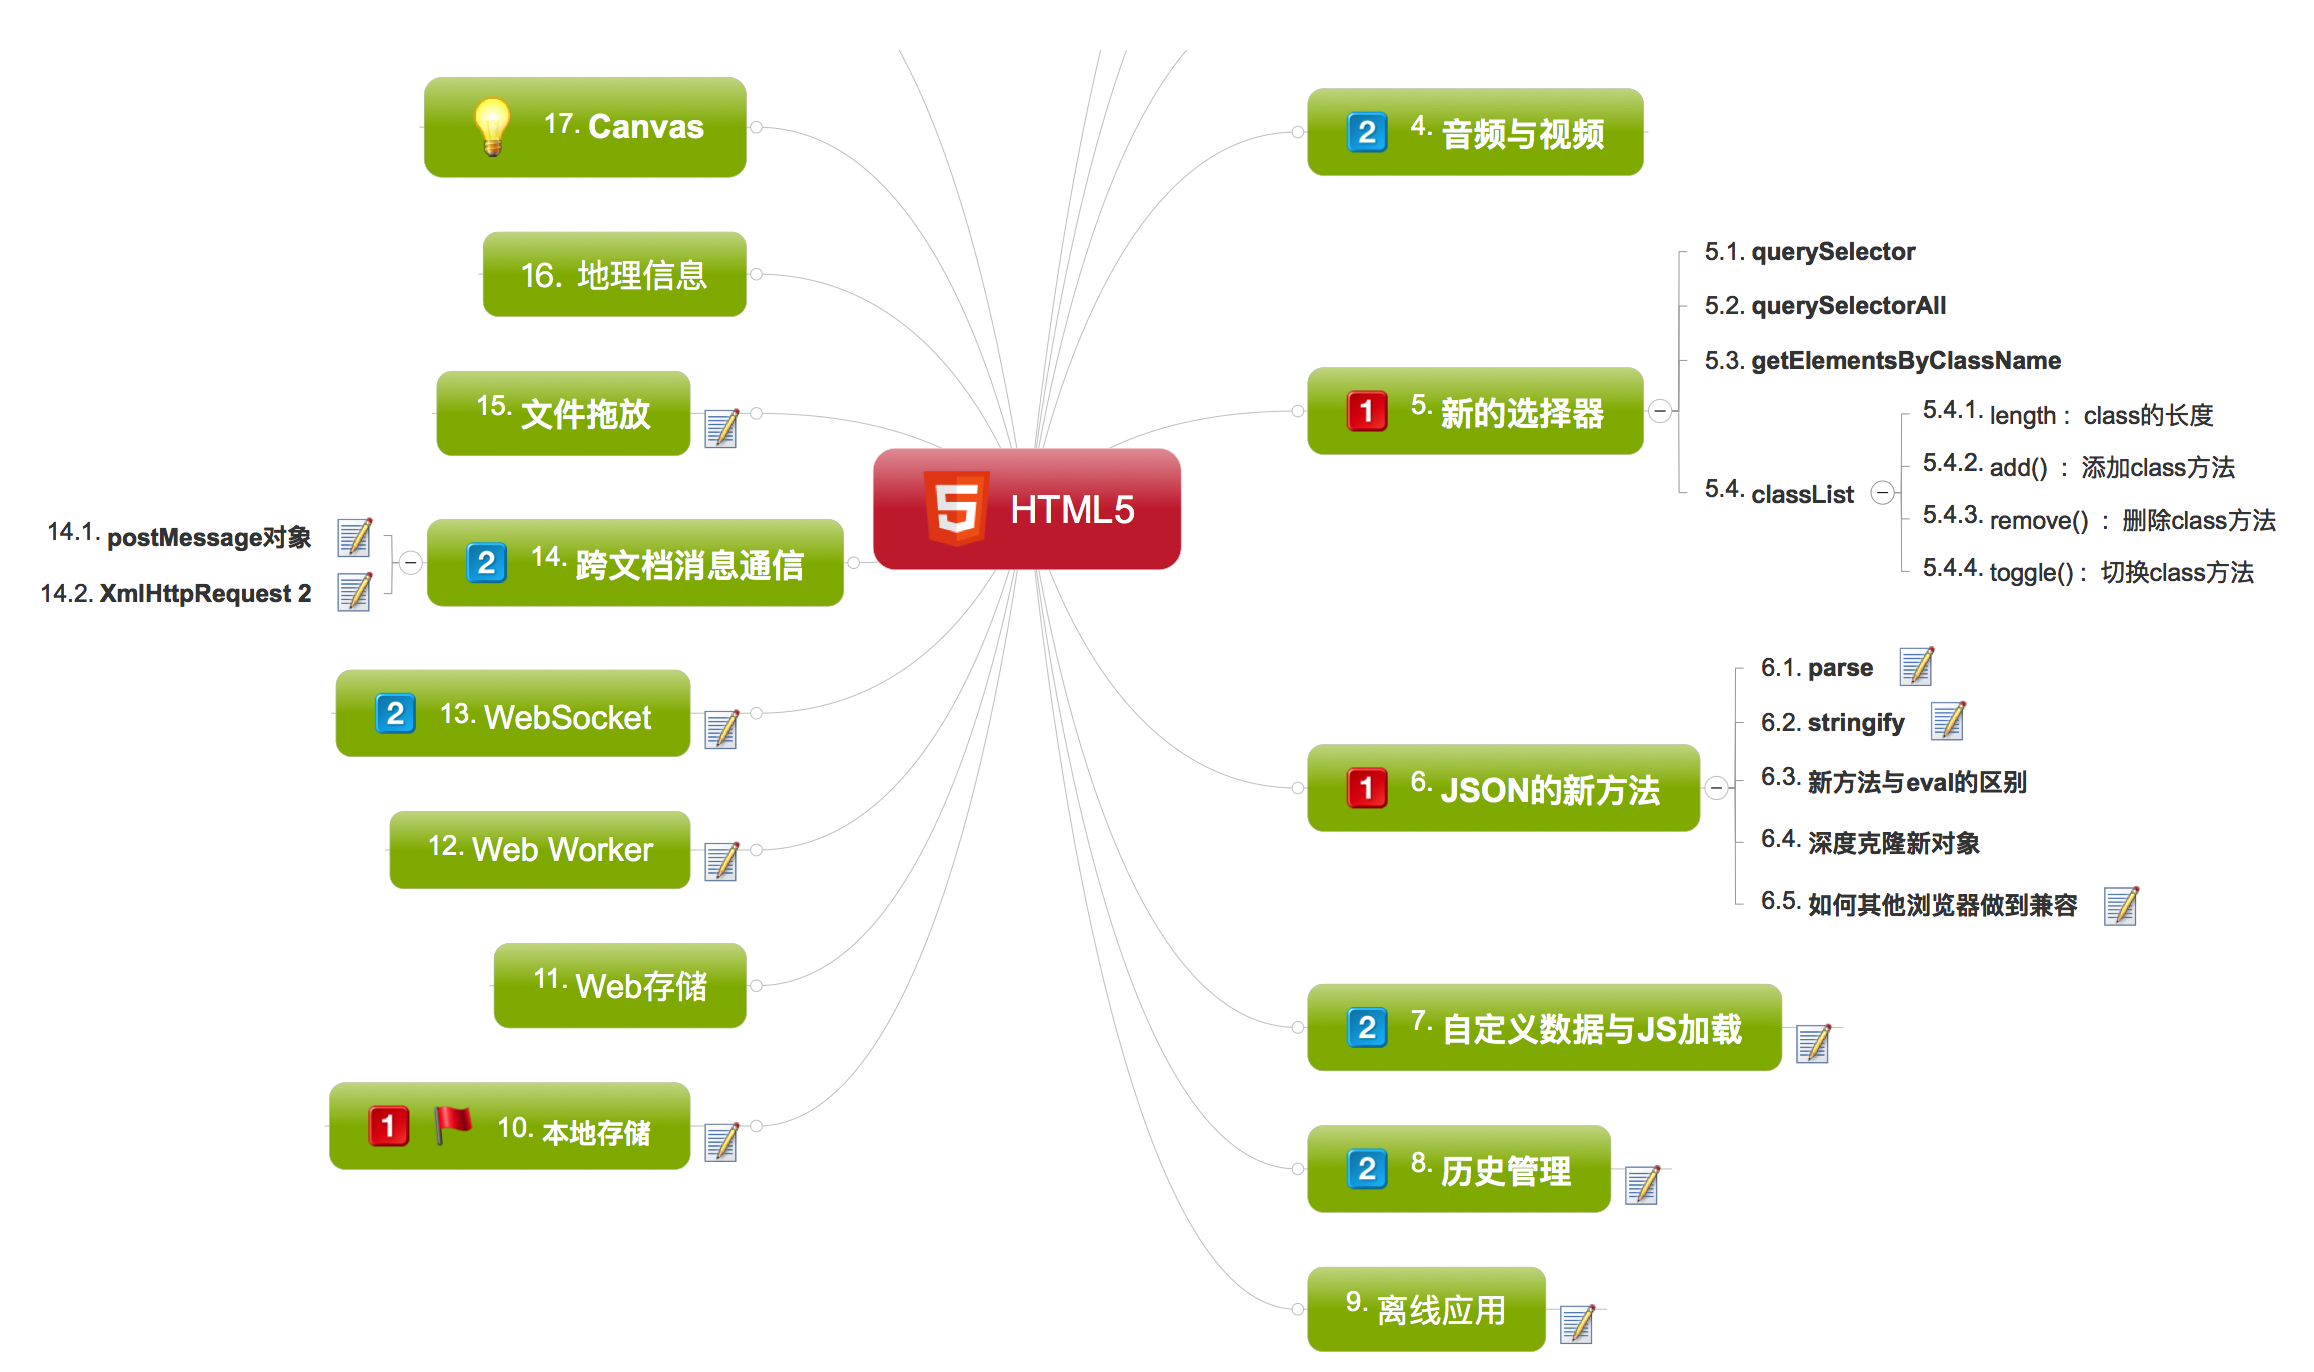 HTML5
2 4. 音频与视频
1 5. 新的选择器
5.1. querySelector
5.2. querySelectorAll
5.3. getElementsByClassName
5.4. classList
5.4.1. length : class的长度
5.4.2. add() : 添加class方法
5.4.3. remove() : 删除class方法
5.4.4. toggle() : 切换class方法
1 6. JSON的新方法
6.1. parse
6.2. stringify
6.3. 新方法与eval的区别
6.4. 深度克隆新对象
6.5. 如何其他浏览器做到兼容
2 7. 自定义数据与JS加载
2 8. 历史管理
9. 离线应用
1 10. 本地存储
11. Web存储
12. Web Worker
2 13. WebSocket
2 14. 跨文档消息通信
14.1. postMessage对象
14.2. XmlHttpRequest 2
15. 文件拖放
16. 地理信息
17. Canvas